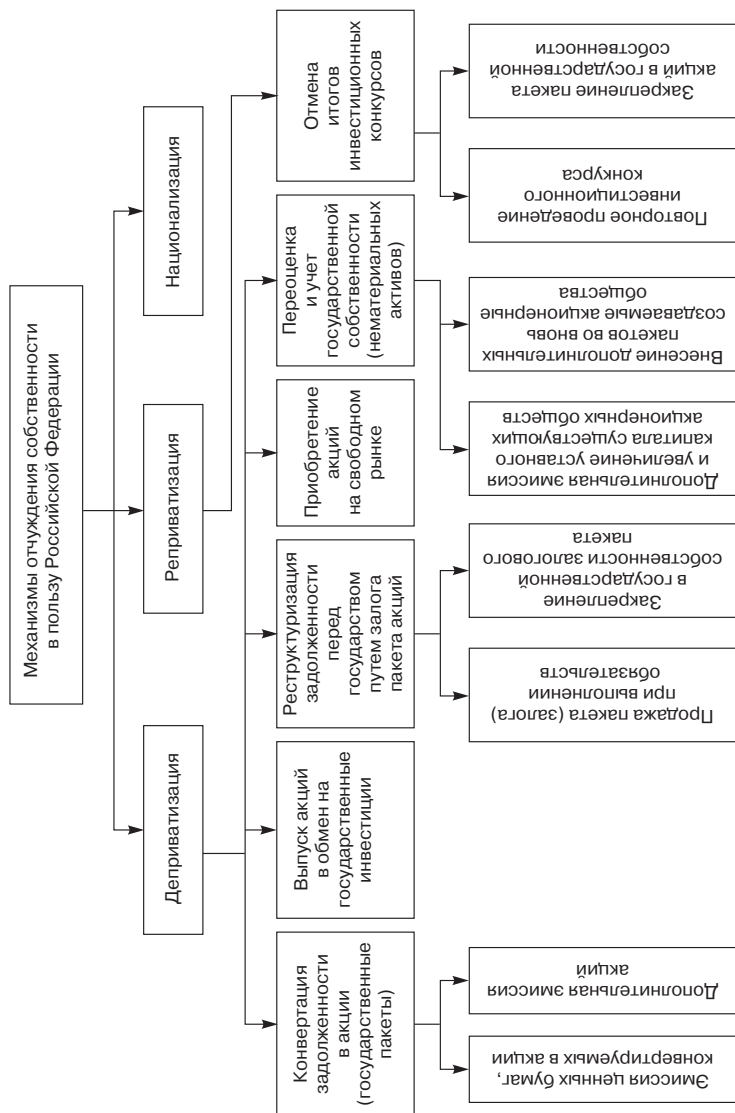 Механизмы отчуждения собственности
в пользу Российской Федерации
Деприватизация
Реприватизация
Национализация
Конвертация
задолженности
в акции
(государственные
пакеты)
Выпуск акций
в обмен на
государственные
инвестиции
Реструктуризация
задолженности
перед
государством
путем залога
пакета акций
Приобретение
акций
на свободном
рынке
Переоценка
и учет
государственной
собственности
(нематериальных
активов)
Отмена
итогов
инвестиционных
конкурсов
Эмиссия ценных бумаг,
конвертируемых в акции
Дополнительная эмиссия
акций
Продажа пакета (залога)
при выполнении
обязательств
Закрепление
в государственной
собственности залогового
пакета
Дополнительная эмиссия
и увеличение уставного
капитала существующих
акционерных обществ
Внесение дополнительных
пакетов во вновь
создаваемые акционерные
общества
Повторное проведение
инвестиционного
конкурса
Закрепление пакета
акций в государственной
собственности